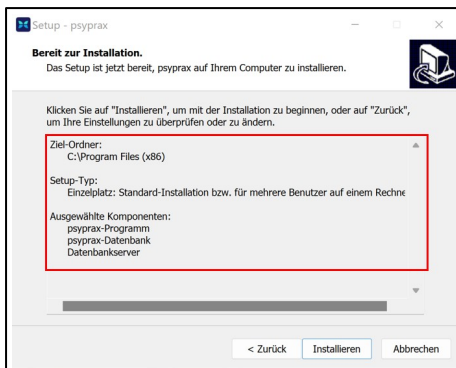 Setup - psyprax
Bereit zur Installation.
Das Setup ist jetzt bereit, psyprax auf Ihrem Computer zu installieren.
Klicken Sie auf "Installieren", um mit der Installation zu beginnen, oder auf "Zurück",
um Ihre Einstellungen zu überprüfen oder zu ändern.
Ziel-Ordner:
C:\Program Files (x86)
Setup-Typ:
Einzelplatz: Standard-Installation bzw. für mehrere Benutzer auf einem Rechne
Ausgewählte Komponenten:
psyprax-Programm
psyprax-Datenbank
Datenbankserver
< Zurück Installieren Abbrechen